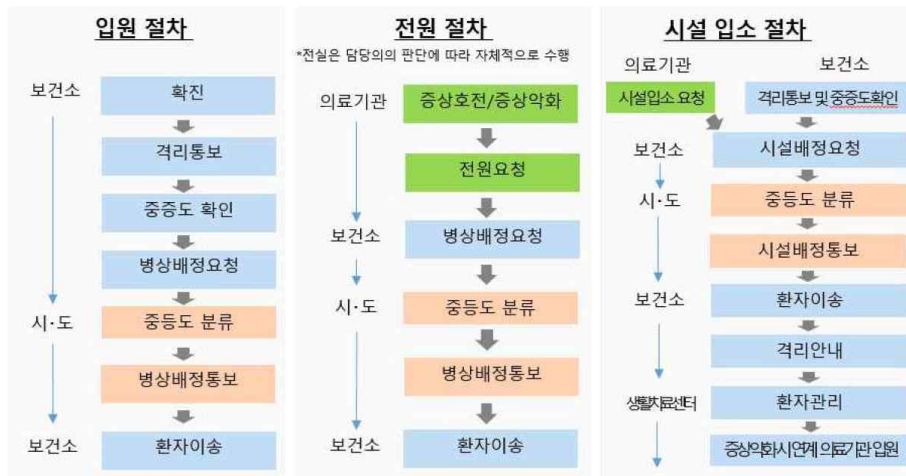 입원 절차
보건소
확진
격리통보
중증도 확인
병상배정요청
시·도
중등도 분류
병상배정통보
보건소
환자이송
전원 절차
*전실은 담당의의 판단에 따라 자체적으로 수행
의료기관
증상호전/증상악화
전원요청
보건소
병상배정요청
시·도
중등도 분류
병상배정통보
보건소
환자이송
시설 입소 절차
의료기관
보건소
시설입소 요청
격리통보 및 중증도확인
보건소
시설배정요청
시·도
중등도 분류
시설배정통보
보건소
환자이송
격리안내
생활치료센터
환자관리
증상악화시 연계 의료기관 입원